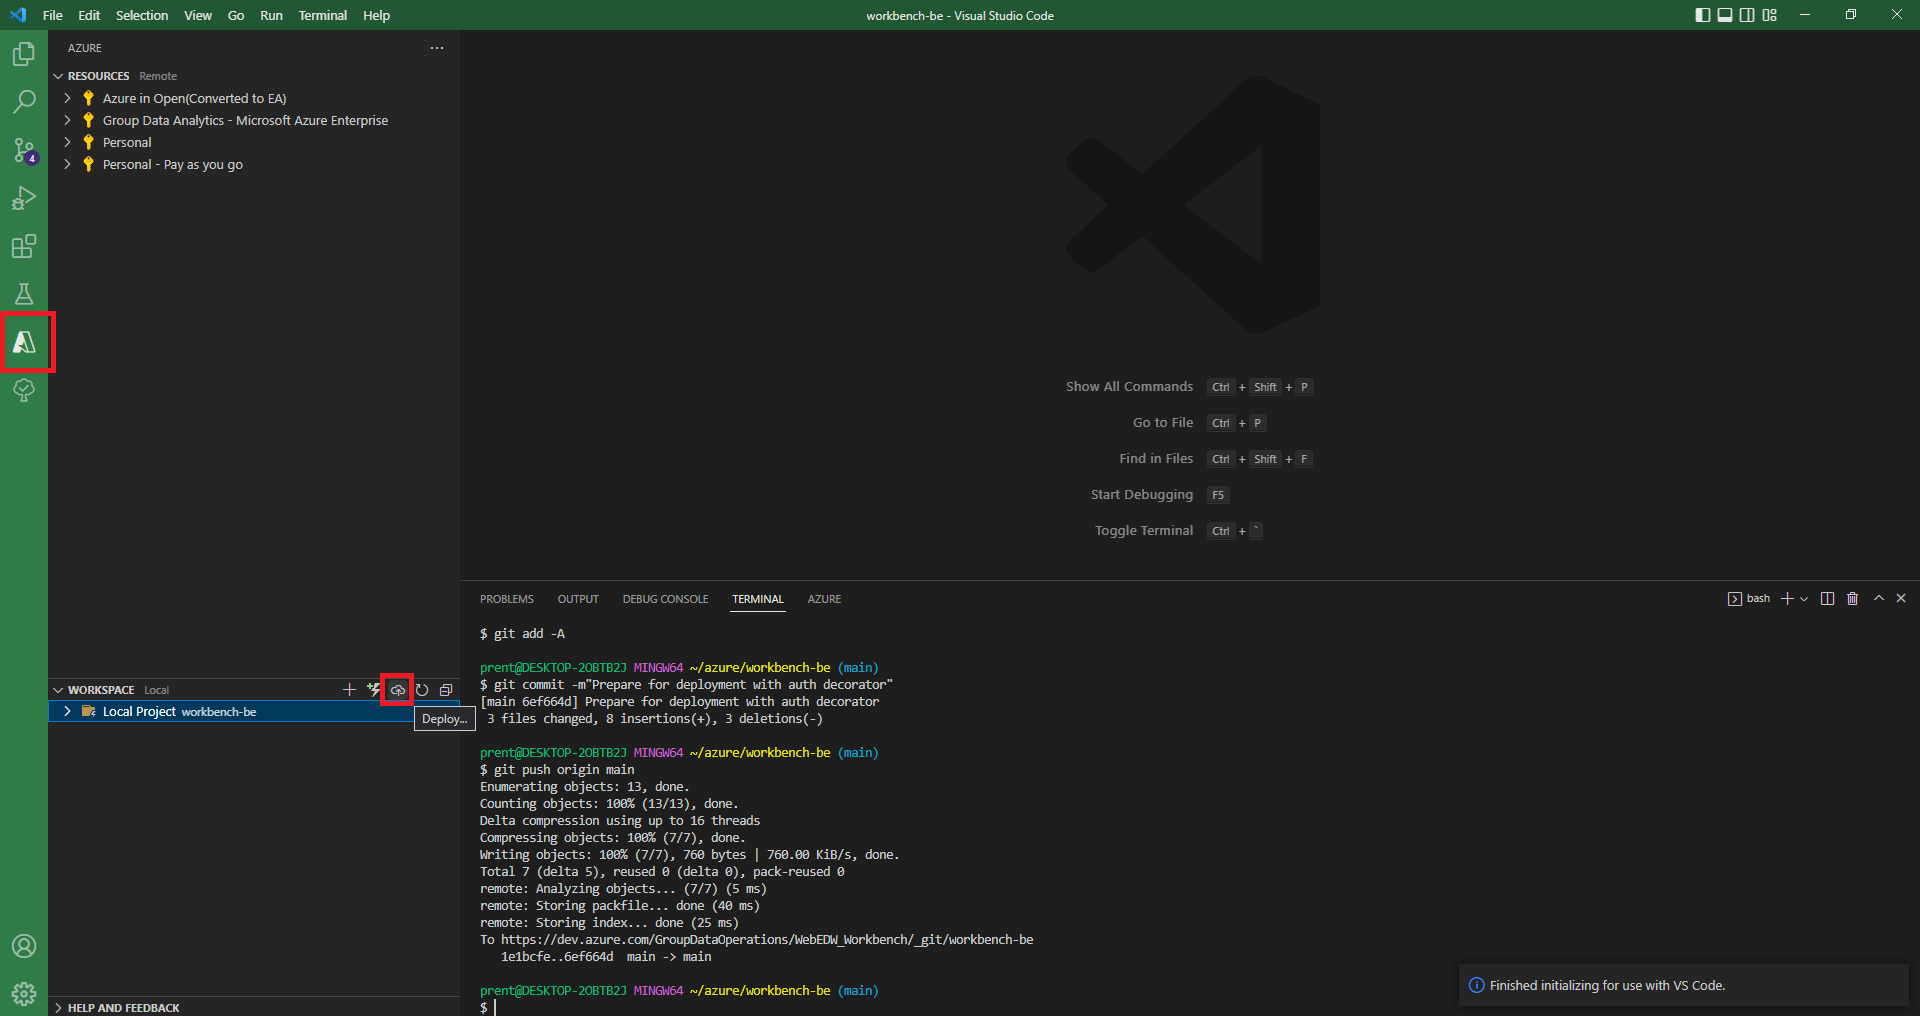 File Edit Selection View Go Run Terminal Help
workbench-be - Visual Studio Code
AZURE
RESOURCES Remote
Azure in Open(Converted to EA)
Group Data Analytics - Microsoft Azure Enterprise
Personal
Personal - Pay as you go
4
Show All Commands Ctrl + Shift + P
Go to File Ctrl + P
Find in Files Ctrl + Shift + F
Start Debugging F5
Toggle Terminal Ctrl + `
WORKSPACE Local
Local Project workbench-be
Deploy...
HELP AND FEEDBACK
PROBLEMS OUTPUT DEBUG CONSOLE TERMINAL AZURE
bash
$ git add -A
prent@DESKTOP-2OBTB2J MINGW64 ~/azure/workbench-be (main)
$ git commit -m"Prepare for deployment with auth decorator"
[main 6ef664d] Prepare for deployment with auth decorator
3 files changed, 8 insertions(+), 3 deletions(-)
prent@DESKTOP-2OBTB2J MINGW64 ~/azure/workbench-be (main)
$ git push origin main
Enumerating objects: 13, done.
Counting objects: 100% (13/13), done.
Delta compression using up to 16 threads
Compressing objects: 100% (7/7), done.
Writing objects: 100% (7/7), 760 bytes | 760.00 KiB/s, done.
Total 7 (delta 5), reused 0 (delta 0), pack-reused 0
remote: Analyzing objects... (7/7) (5 ms)
remote: Storing packfile... done (40 ms)
remote: Storing index... done (25 ms)
To https://dev.azure.com/GroupDataOperations/WebEDW_Workbench/_git/workbench-be
1e1bcfe..6ef664d main -> main
prent@DESKTOP-2OBTB2J MINGW64 ~/azure/workbench-be (main)
$
Finished initializing for use with VS Code.